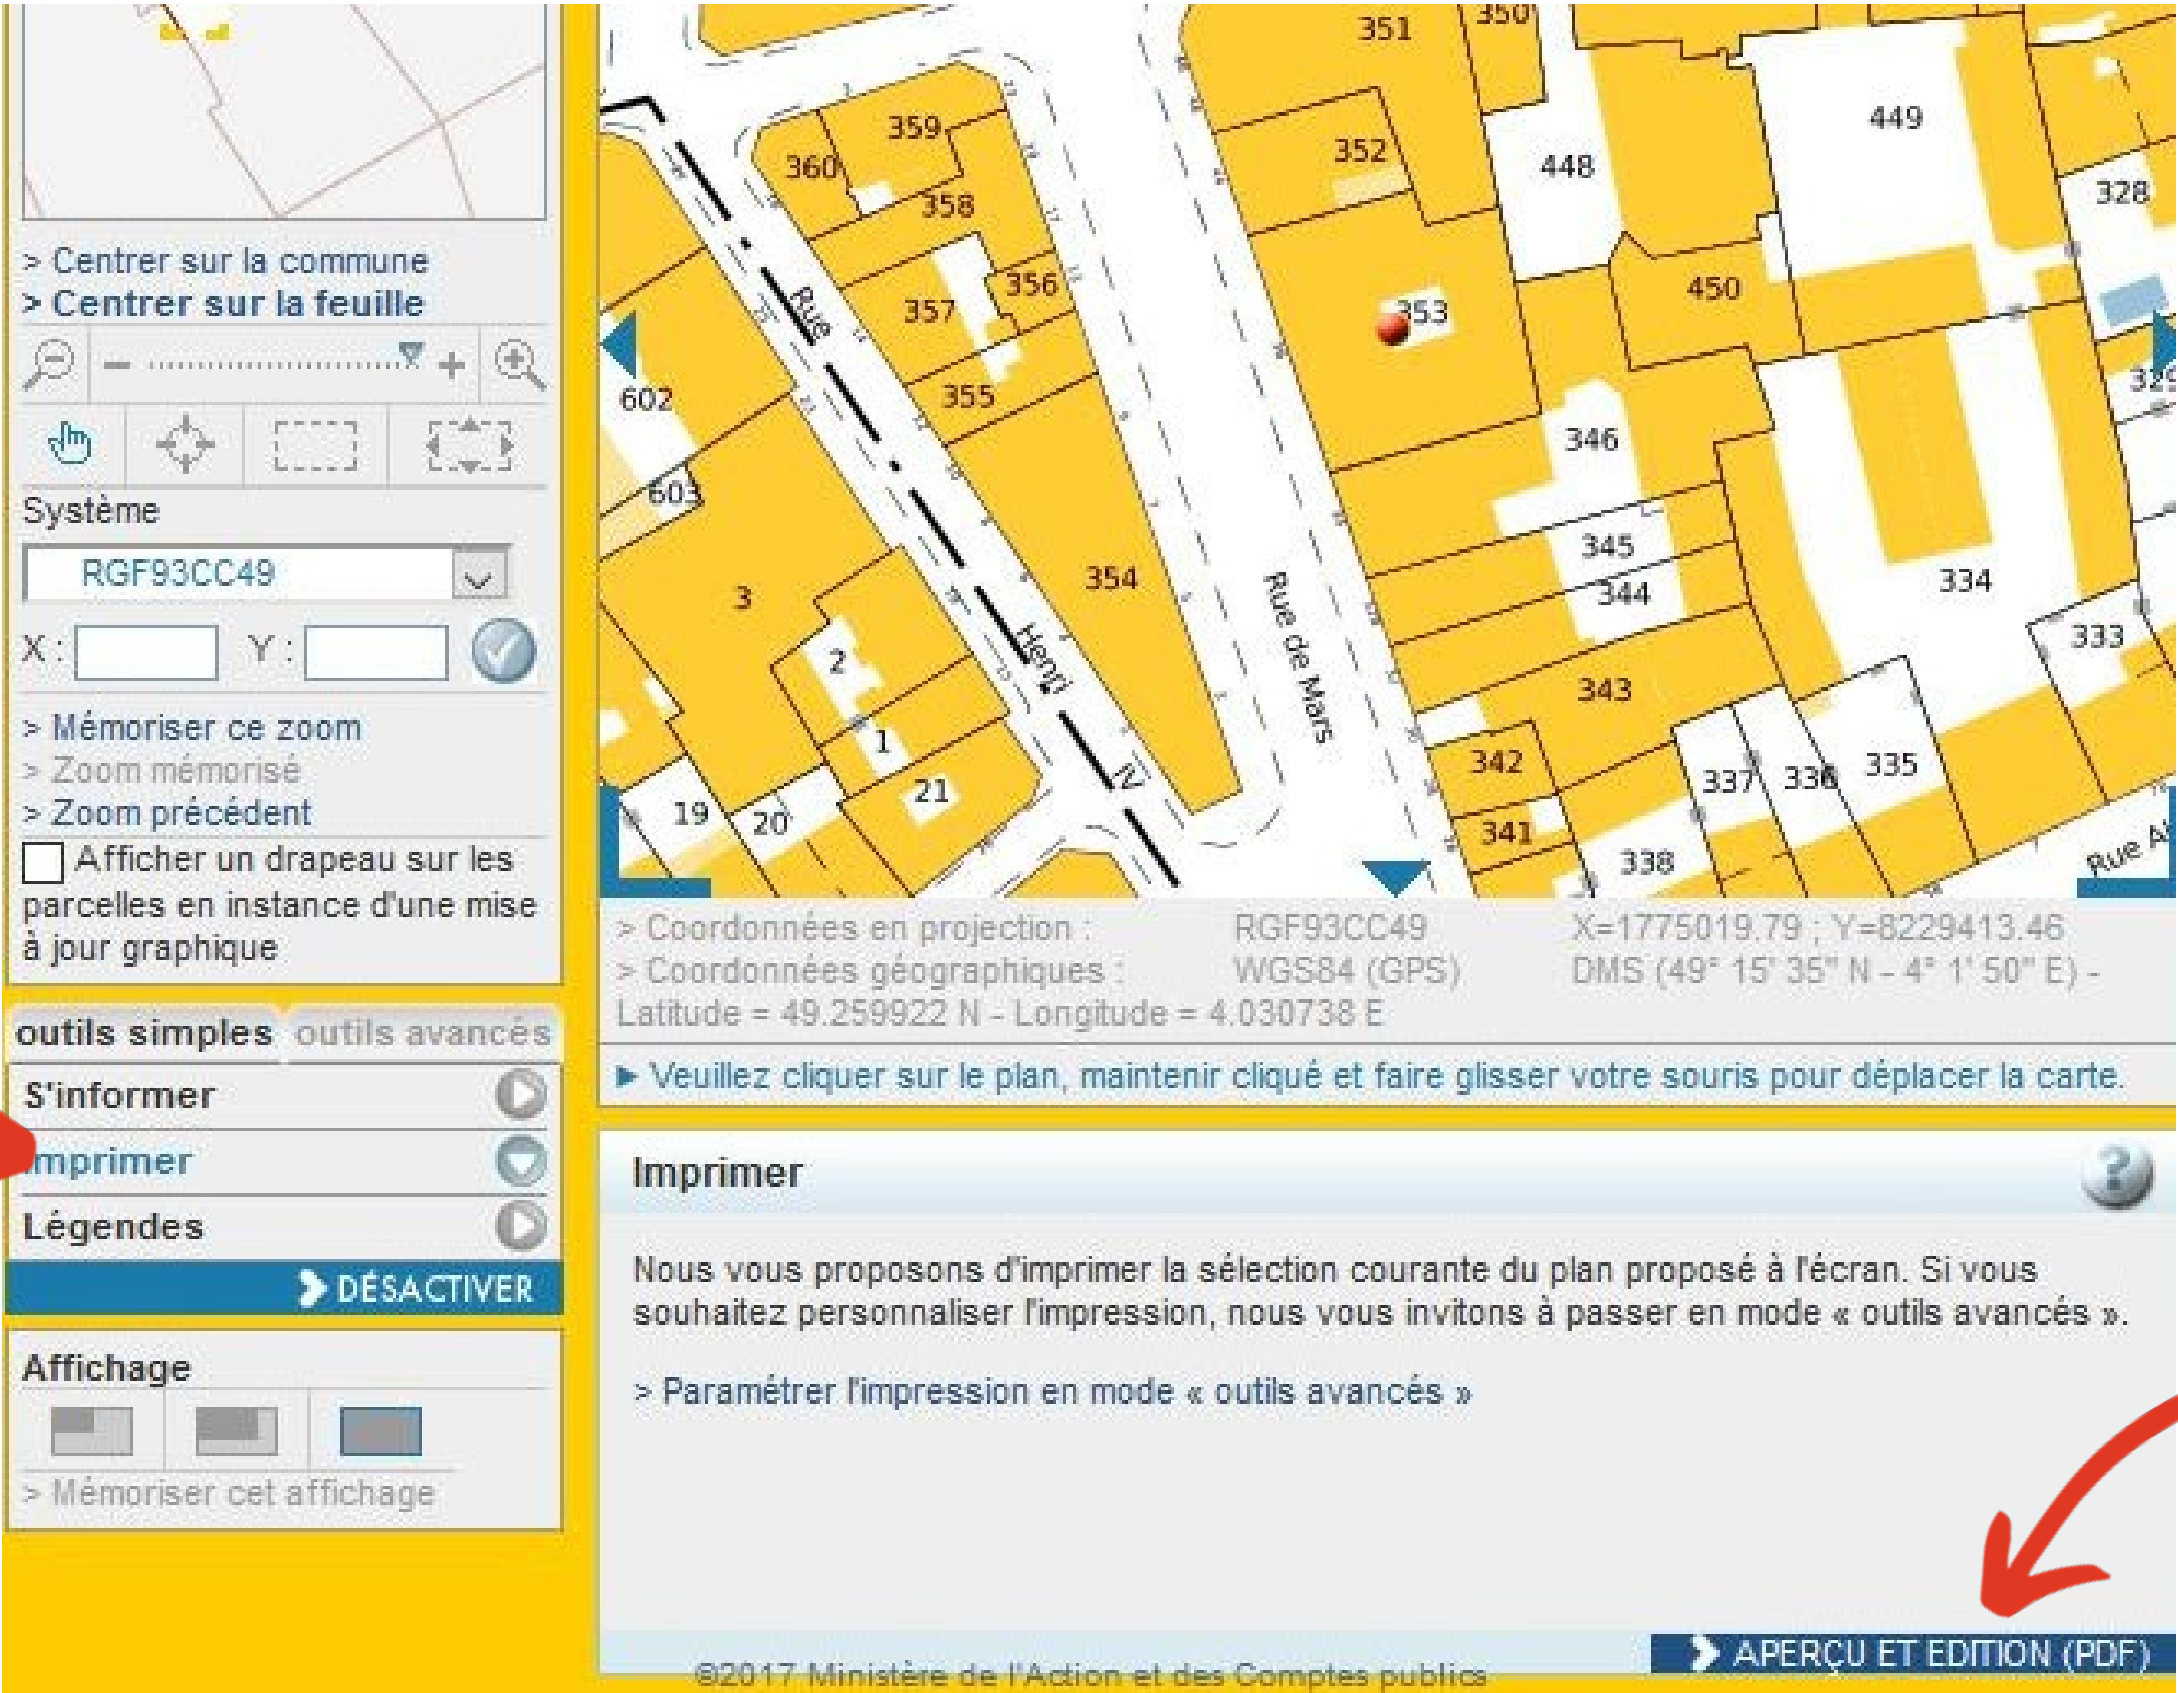 > Centrer sur la commune
> Centrer sur la feuille
Système
RGF93CC49
X :
Y :
> Mémoriser ce zoom
> Zoom mémorisé
> Zoom précédent
Afficher un drapeau sur les
parcelles en instance d'une mise
à jour graphique
outils simples
outils avancés
S'informer
Imprimer
Légendes
DÉSACTIVER
Affichage
> Mémoriser cet affichage
351
350
359
360
352
448
449
358
328
357
356
353
450
602
355
329
346
603
345
3
354
344
334
2
343
333
1
342
337
336
335
21
19
20
341
338
Rue
Henri
IV
Rue de Mars
Rue
> Coordonnées en projection : RGF93CC49 X=1775019.79 ; Y=8229413.46
> Coordonnées géographiques : WGS84 (GPS) DMS (49° 15' 35" N - 4° 1' 50" E) -
Latitude = 49.259922 N - Longitude = 4.030738 E
Veuillez cliquer sur le plan, maintenir cliqué et faire glisser votre souris pour déplacer la carte.
Imprimer
?
Nous vous proposons d'imprimer la sélection courante du plan proposé à l'écran. Si vous
souhaitez personnaliser l'impression, nous vous invitons à passer en mode « outils avancés ».
> Paramétrer l'impression en mode « outils avancés »
APERÇU ET EDITION (PDF)
©2017 Ministère de l'Action et des Comptes publics